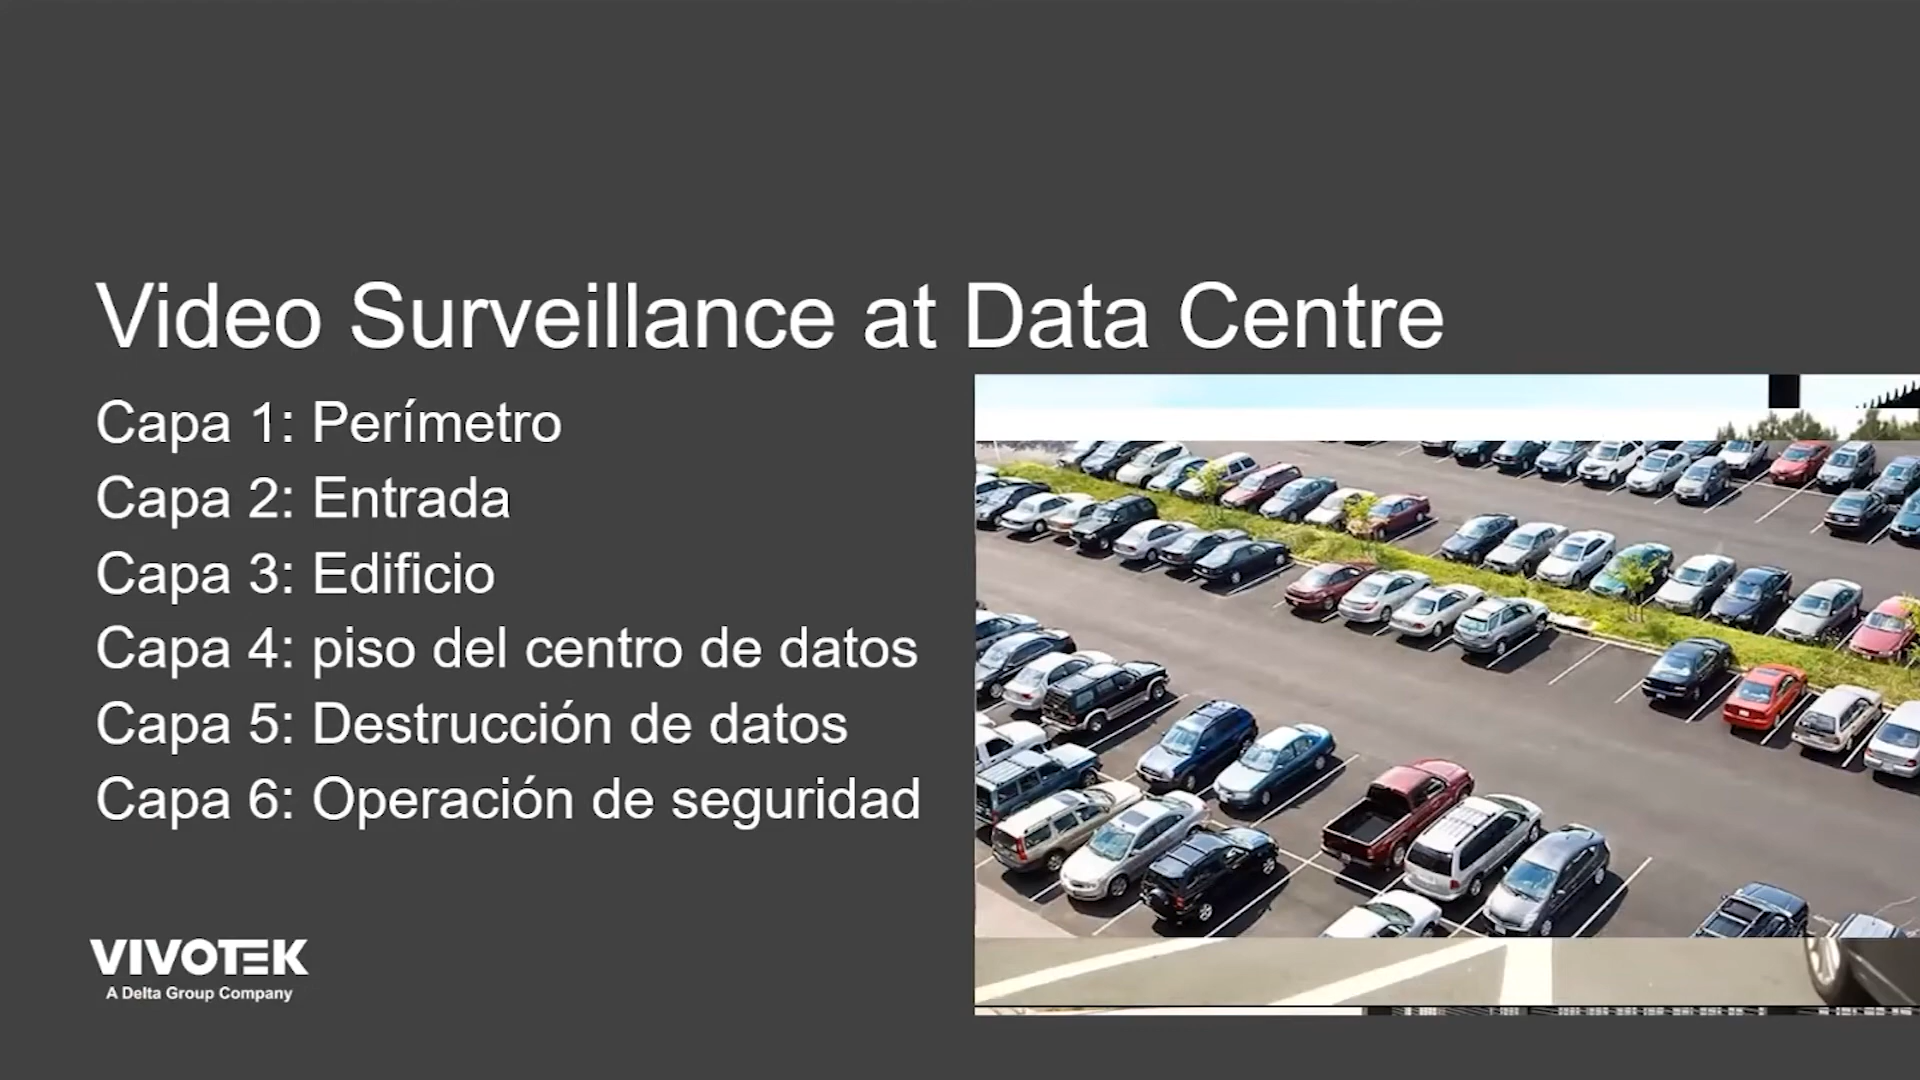 Video Surveillance at Data Centre
Capa 1: Perímetro
Capa 2: Entrada
Capa 3: Edificio
Capa 4: piso del centro de datos
Capa 5: Destrucción de datos
Capa 6: Operación de seguridad
VIVOTEK
A Delta Group Company